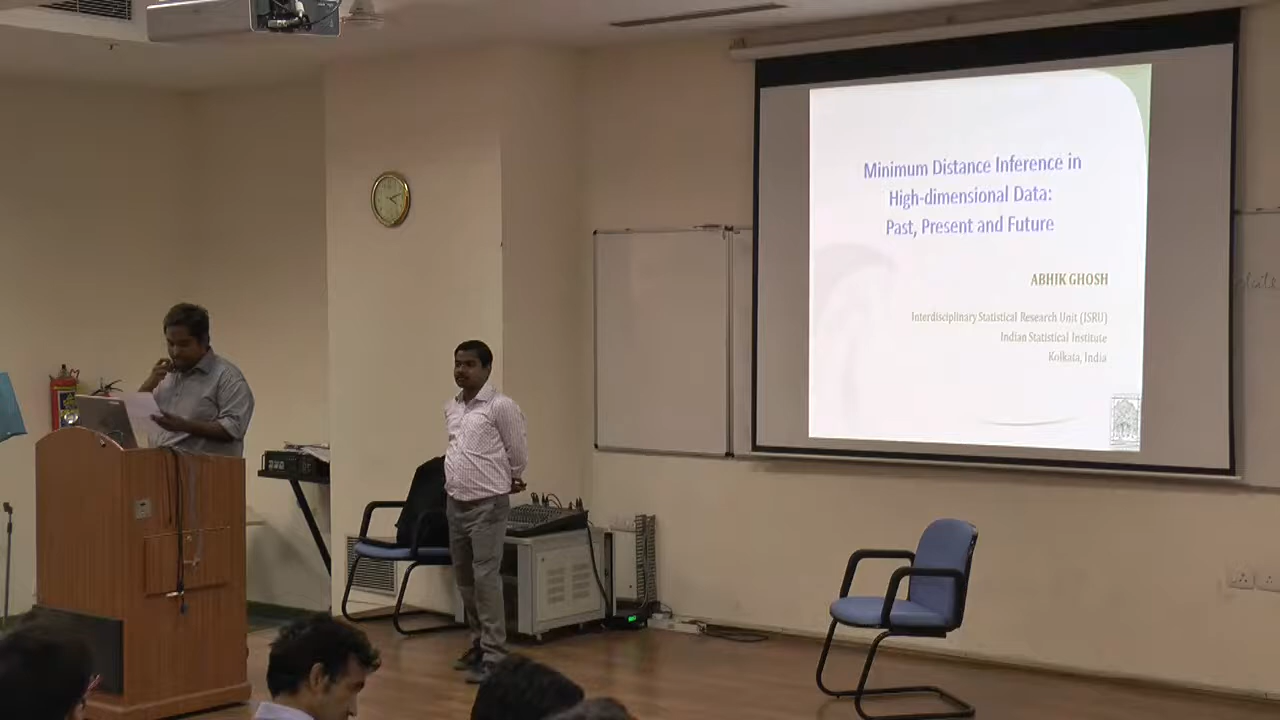 Minimum Distance Inference in
High-dimensional Data:
Past, Present and Future
ABHIK GHOSH
Interdisciplinary Statistical Research Unit (ISRU)
Indian Statistical Institute
Kolkata, India